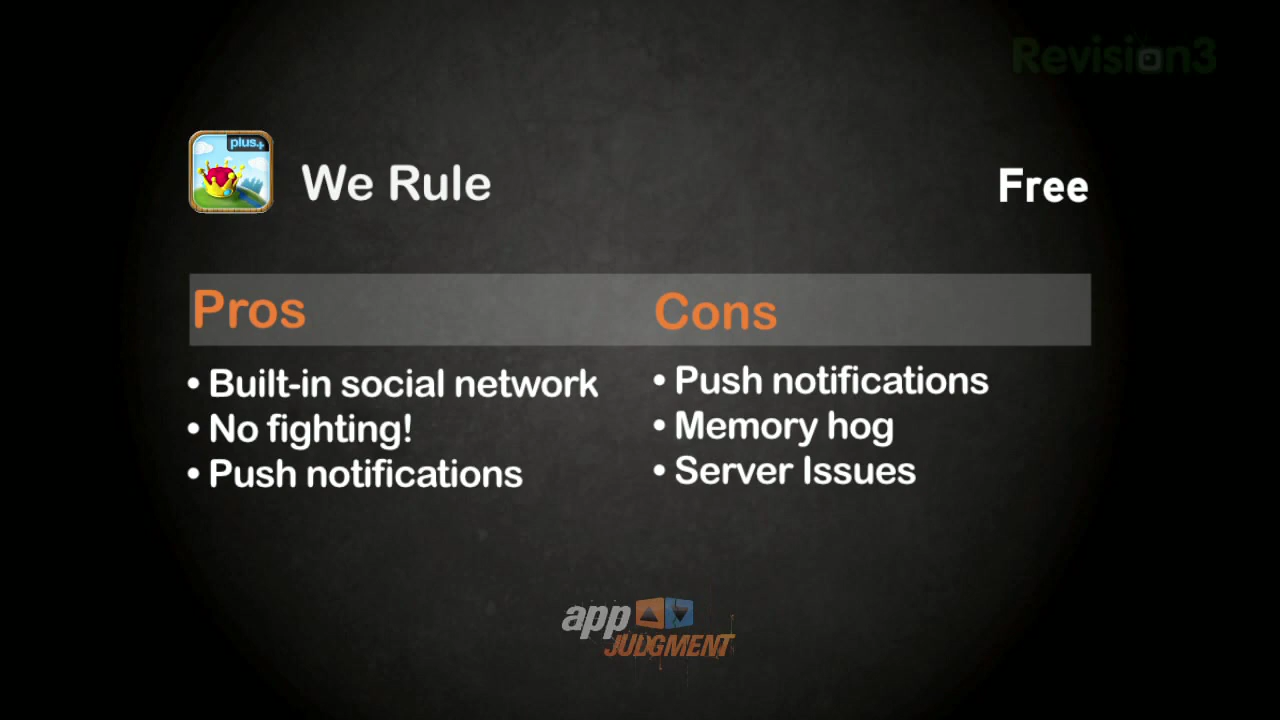 Revision3
plus+
We Rule
Free
Pros
Cons
• Built-in social network
• No fighting!
• Push notifications
• Push notifications
• Memory hog
• Server Issues
app
JUDGMENT